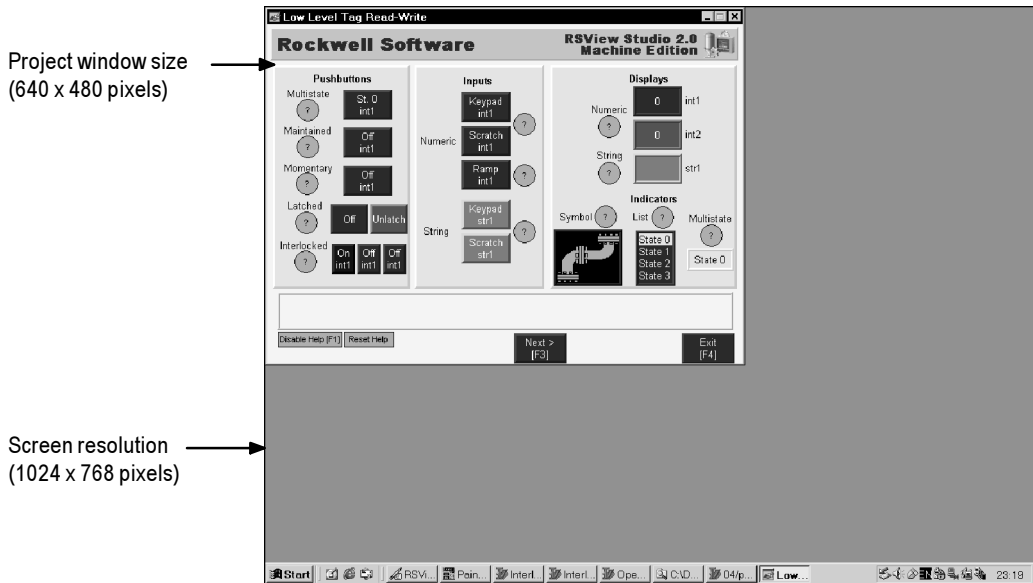 Low Level Tag Read-Write
Rockwell Software
RSView Studio 2.0
Machine Edition
Project window size
(640 x 480 pixels)
Pushbuttons
Multistate
?
St. 0
int1
Maintained
?
Off
int1
Momentary
?
Off
int1
Latched
?
Off
Unlatch
Interlocked
?
On
int1
Off
int1
Off
int1
Inputs
Numeric
Keypad
int1
?
Scratch
int1
Ramp
int1
?
String
Keypad
str1
?
Scratch
str1
Displays
Numeric
?
0
int1
0
int2
String
?
str1
Indicators
Symbol
?
List
?
State 0
State 1
State 2
State 3
Multistate
?
State 0
Disable Help [F1]
Reset Help
Next >
[F3]
Exit
[F4]
Screen resolution
(1024 x 768 pixels)
Start
RSVi...
Pain...
Interl...
Interl...
Ope...
C:\D...
04/p...
Low...
23:19